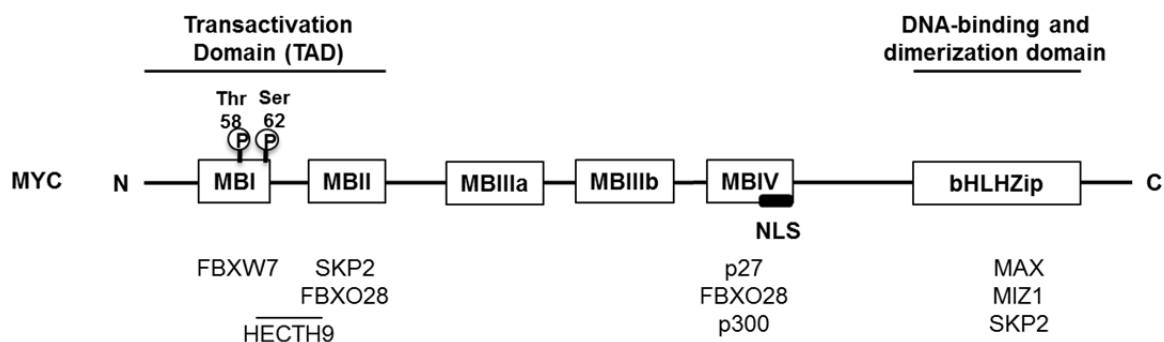 Transactivation
Domain (TAD)
DNA-binding and
dimerization domain
Thr
58
Ser
62
P
P
MYC
N
MBI
MBII
MBIIIa
MBIIIb
MBIV
bHLHZip
C
NLS
FBXW7
SKP2
FBXO28
HECTH9
p27
FBXO28
p300
MAX
MIZ1
SKP2